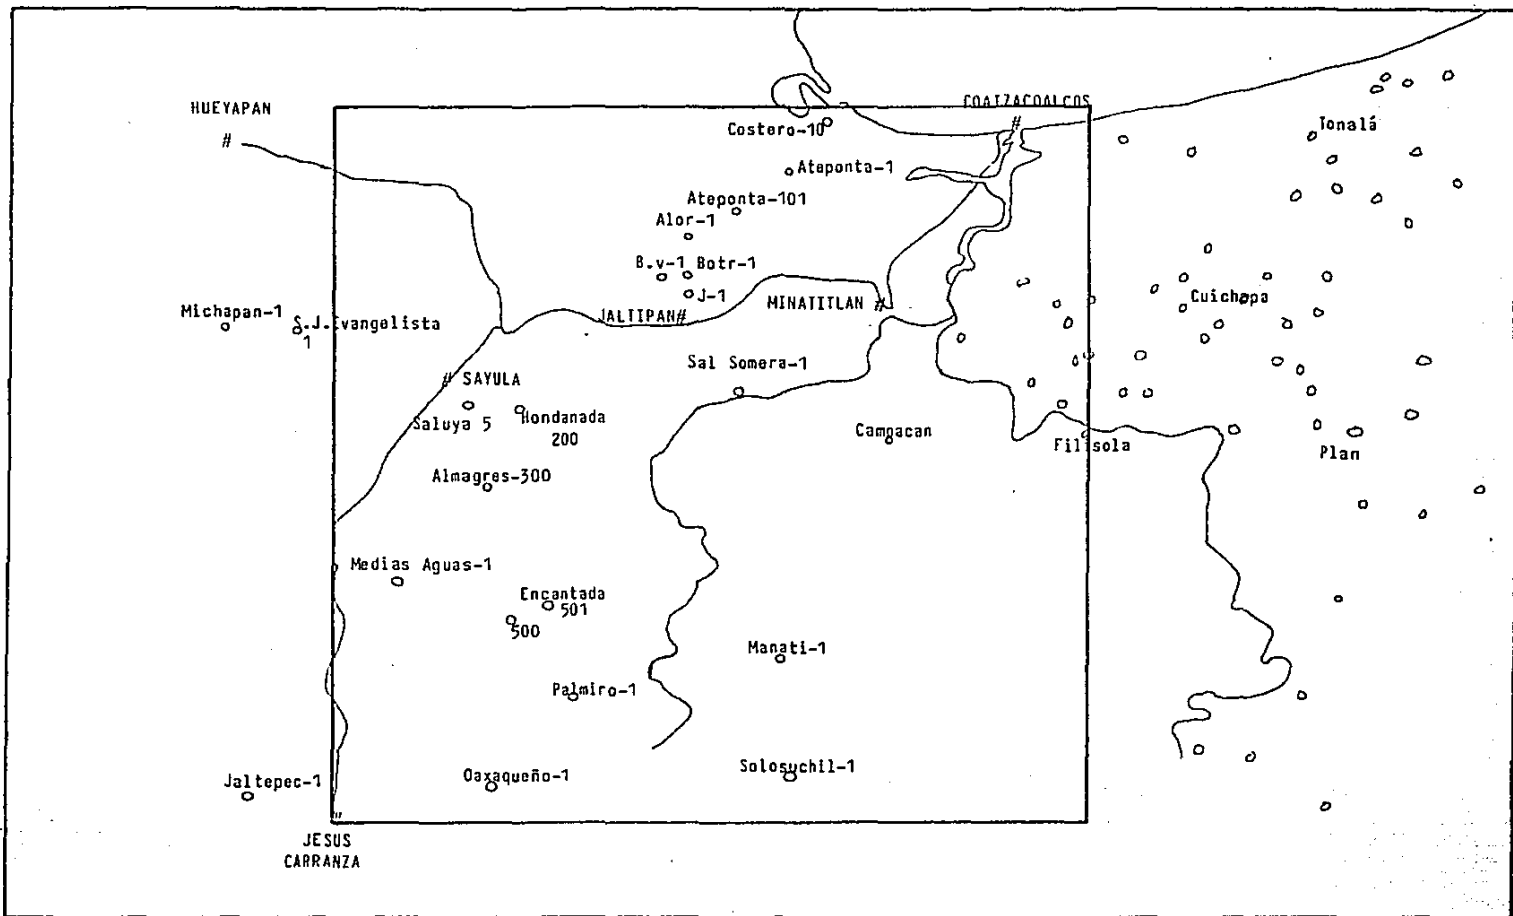 HUEYAPAN
#
COATZACOALCOS
#
Costero-10
Tonalá
Ateponta-1
Ateponta-101
Alor-1
B.v-1 Botr-1
J-1
Cuichapa
MINATITLAN #
JALTIPAN#
Michapan-1
S.J.Evangelista
1
Sal Somera-1
# SAYULA
Saluya 5
Hondanada
200
Campacan
Filisola
Plan
Almagres-300
Medias Aguas-1
Encantada
501
500
Manati-1
Palmiro-1
Solosuchil-1
Oaxaqueño-1
Jaltepec-1
"
JESUS
CARRANZA